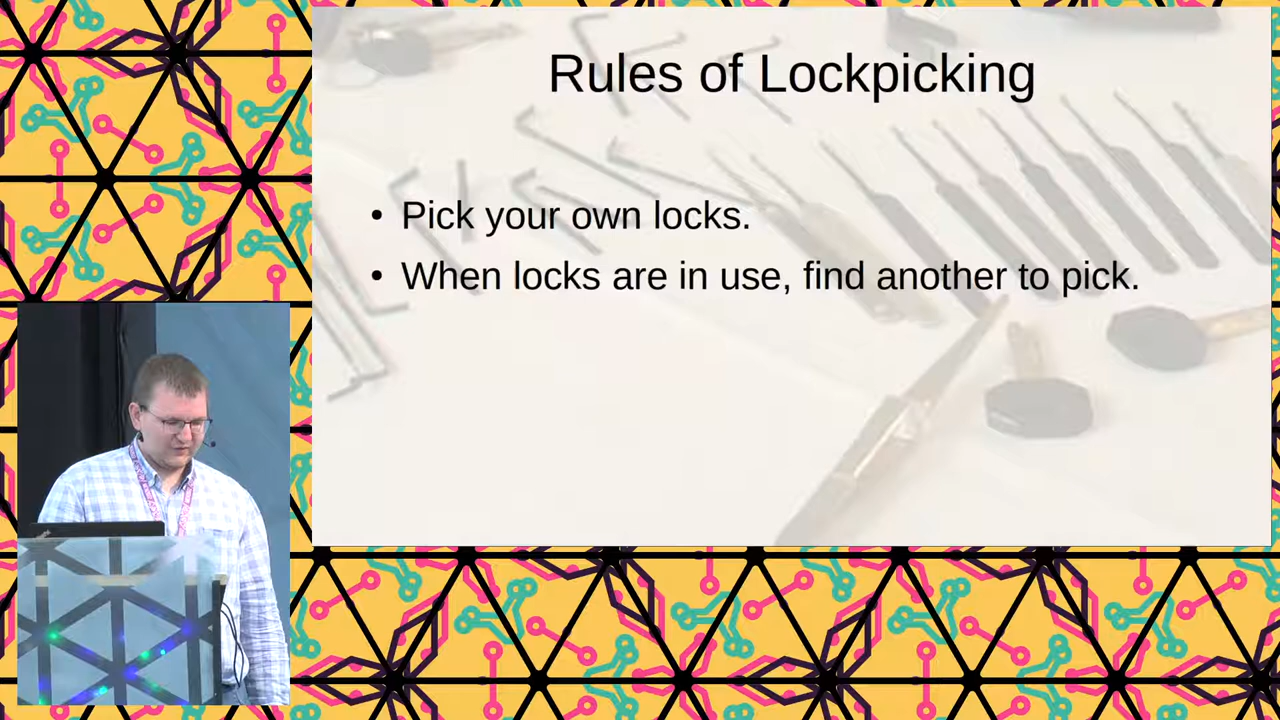 Rules of Lockpicking
• Pick your own locks.
• When locks are in use, find another to pick.